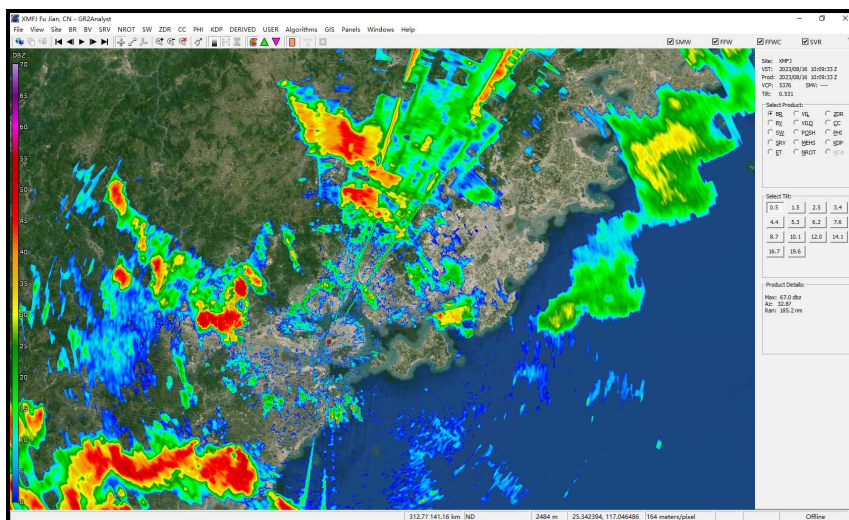 XMFJ Fu Jian, CN - GR2Analyst
File View Site BR BV SRV NROT SW ZDR CC PHI KDP DERIVED USER Algorithms GIS Panels Windows Help
SMW FFW FFWC SVR
DBZ
70
60
55
50
45
40
35
30
25
20
15
10
5
0
Site: XMFJ
VST: 2023/08/16 10:09:33 Z
Prod: 2023/08/16 10:09:33 Z
VCP: 5376 SMV: ---
Tilt: 0.531
Select Product:
BR VIL ZDR
BV VILD CC
SW POSH PHI
SRV MEHS KDP
ET NROT HCA
Select Tilt:
0.5 1.5 2.5 3.4
4.4 5.3 6.2 7.6
8.7 10.1 12.0 14.1
16.7 19.6
Product Details:
Max: 67.0 dbz
Az: 32.87
Ran: 185.2 nm
312.7? 141.16 km ND 2484 m 25.342394, 117.046486 164 meters/pixel Offline